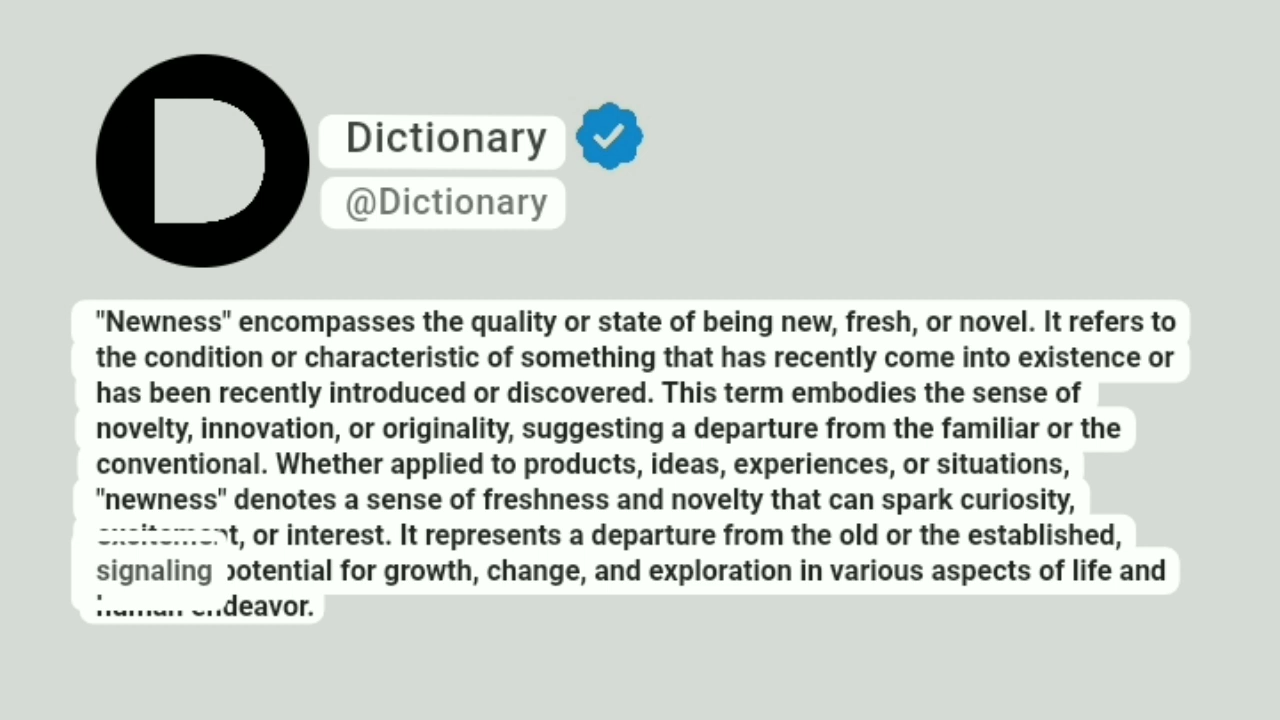 D
Dictionary
@Dictionary
"Newness" encompasses the quality or state of being new, fresh, or novel. It refers to
the condition or characteristic of something that has recently come into existence or
has been recently introduced or discovered. This term embodies the sense of
novelty, innovation, or originality, suggesting a departure from the familiar or the
conventional. Whether applied to products, ideas, experiences, or situations,
"newness" denotes a sense of freshness and novelty that can spark curiosity,
excitement, or interest. It represents a departure from the old or the established,
signaling potential for growth, change, and exploration in various aspects of life and
human endeavor.